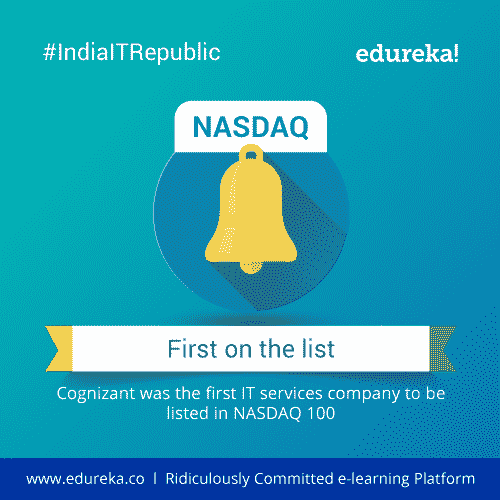 #IndiaITRepublic
edureka!
NASDAQ
First on the list
Cognizant was the first IT services company to be
listed in NASDAQ 100
www.edureka.co | Ridiculously Committed e-learning Platform